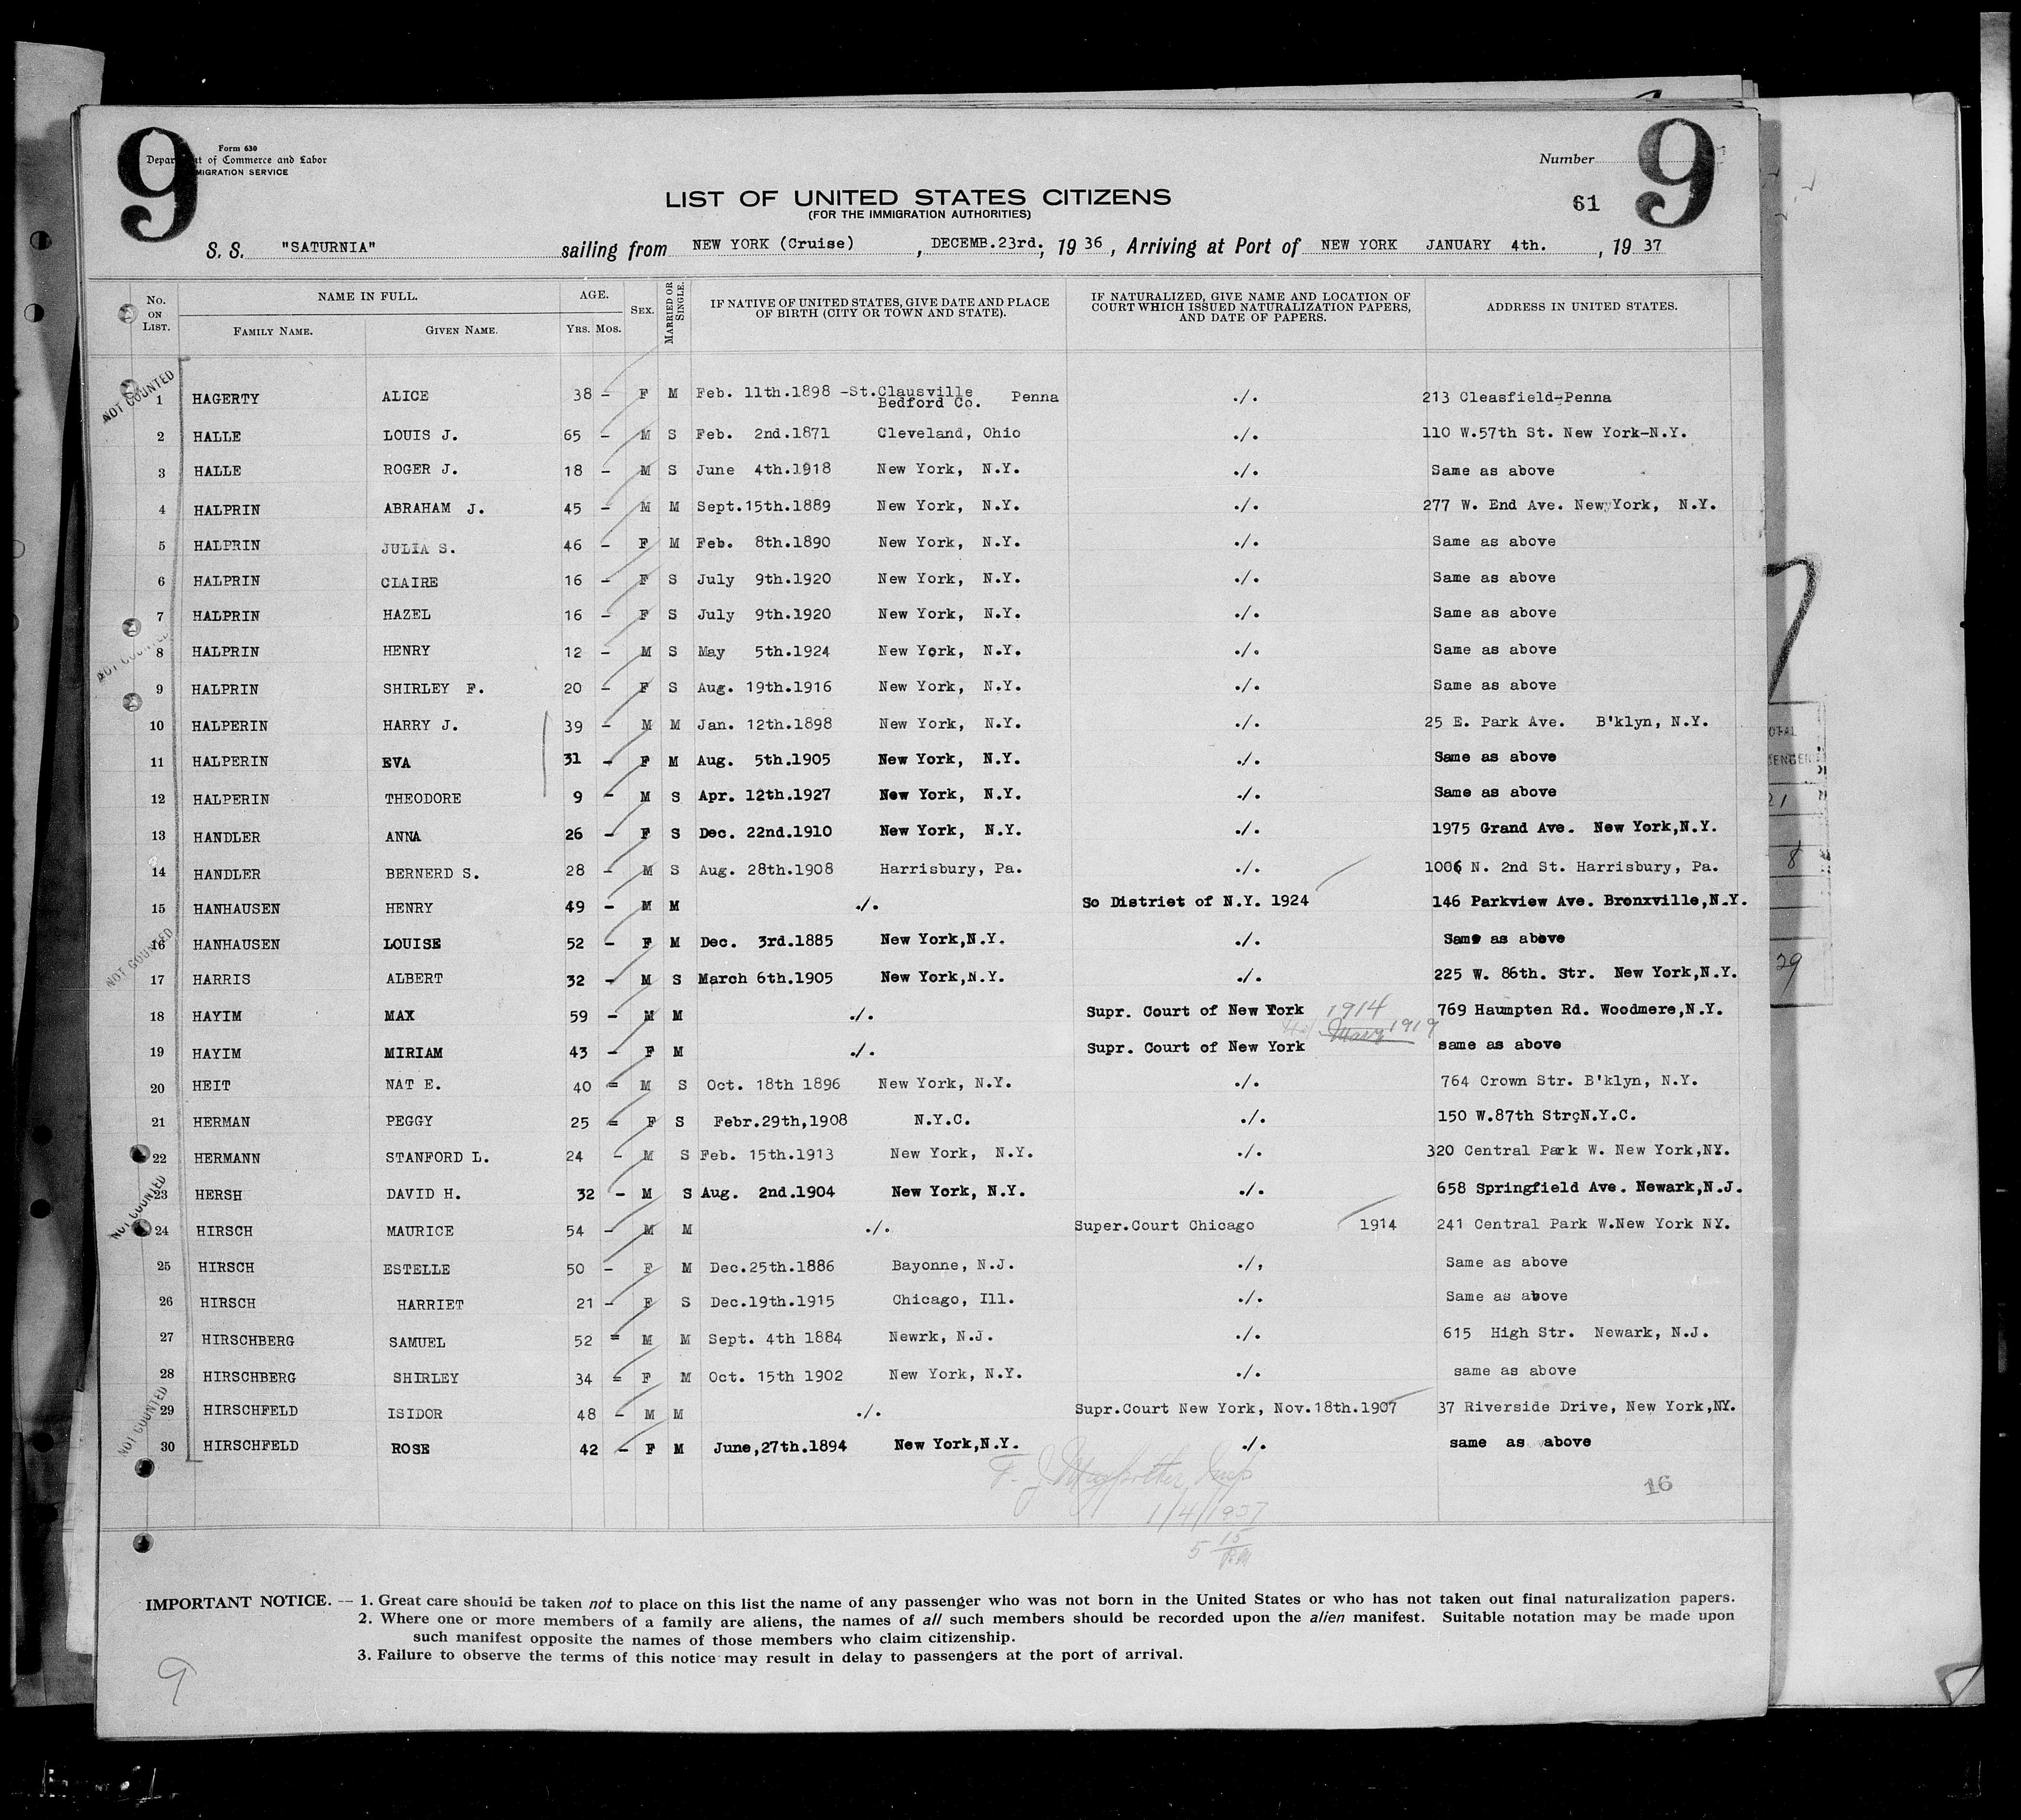 9
Form 630
Department of Commerce and Labor
IMMIGRATION SERVICE
Number
9
LIST OF UNITED STATES CITIZENS
(FOR THE IMMIGRATION AUTHORITIES)
61
S. S. "SATURNIA" sailing from NEW YORK (Cruise) , DECEMB.23rd. , 19 36 , Arriving at Port of NEW YORK JANUARY 4th. , 19 37
No. ON LIST. NAME IN FULL. FAMILY NAME. GIVEN NAME. AGE. YRS. MOS. SEX. MARRIED OR SINGLE. IF NATIVE OF UNITED STATES, GIVE DATE AND PLACE OF BIRTH (CITY OR TOWN AND STATE). IF NATURALIZED, GIVE NAME AND LOCATION OF COURT WHICH ISSUED NATURALIZATION PAPERS, AND DATE OF PAPERS. ADDRESS IN UNITED STATES.
NOT COUNTED
1 HAGERTY ALICE 38 - F M Feb. 11th.1898 -St.Clausville Bedford Co. Penna ./. 213 Cleasfield-Penna
2 HALLE LOUIS J. 65 - M S Feb. 2nd.1871 Cleveland, Ohio ./. 110 W.57th St. New York-N.Y.
3 HALLE ROGER J. 18 - M S June 4th.1918 New York, N.Y. ./. Same as above
4 HALPRIN ABRAHAM J. 45 - M M Sept.15th.1889 New York, N.Y. ./. 277 W. End Ave. New York, N.Y.
5 HALPRIN JULIA S. 46 - F M Feb. 8th.1890 New York, N.Y. ./. Same as above
6 HALPRIN CLAIRE 16 - F S July 9th.1920 New York, N.Y. ./. Same as above
7 HALPRIN HAZEL 16 - F S July 9th.1920 New York, N.Y. ./. Same as above
NOT COUNTED
8 HALPRIN HENRY 12 - M S May 5th.1924 New York, N.Y. ./. Same as above
9 HALPRIN SHIRLEY F. 20 - F S Aug. 19th.1916 New York, N.Y. ./. Same as above
10 HALPERIN HARRY J. 39 - M M Jan. 12th.1898 New York, N.Y. ./. 25 E. Park Ave. B'klyn, N.Y.
11 HALPERIN EVA 31 - F M Aug. 5th.1905 New York, N.Y. ./. Same as above
12 HALPERIN THEODORE 9 - M S Apr. 12th.1927 New York, N.Y. ./. Same as above
13 HANDLER ANNA 26 - F S Dec. 22nd.1910 New York, N.Y. ./. 1975 Grand Ave. New York,N.Y.
14 HANDLER BERNERD S. 28 - M S Aug. 28th.1908 Harrisbury, Pa. ./. 1006 N. 2nd St. Harrisbury, Pa.
15 HANHAUSEN HENRY 49 - M M ./. So District of N.Y. 1924 146 Parkview Ave. Bronxville,N.Y.
NOT COUNTED
16 HANHAUSEN LOUISE 52 - F M Dec. 3rd.1885 New York,N.Y. ./. Same as above
17 HARRIS ALBERT 32 - M S March 6th.1905 New York,N.Y. ./. 225 W. 86th. Str. New York,N.Y.
18 HAYIM MAX 59 - M M ./. Supr. Court of New York 1914 769 Haumpten Rd. Woodmere,N.Y.
1919
19 HAYIM MIRIAM 43 - F M ./. Supr. Court of New York same as above
20 HEIT NAT E. 40 = M S Oct. 18th 1896 New York, N.Y. ./. 764 Crown Str. B'klyn, N.Y.
21 HERMAN PEGGY 25 = F S Febr.29th,1908 N.Y.C. ./. 150 W.87th StrçN.Y.C.
22 HERMANN STANFORD L. 24 - M S Feb. 15th.1913 New York, N.Y. ./. 320 Central Park W. New York,NY.
NOT COUNTED
23 HERSH DAVID H. 32 - M S Aug. 2nd.1904 New York, N.Y. ./. 658 Springfield Ave. Newark,N.J.
24 HIRSCH MAURICE 54 - M M ./. Super.Court Chicago 1914 241 Central Park W.New York NY.
25 HIRSCH ESTELLE 50 - F M Dec.25th.1886 Bayonne, N.J. ./, Same as above
26 HIRSCH HARRIET 21 - F S Dec.19th.1915 Chicago, Ill. ./. Same as above
27 HIRSCHBERG SAMUEL 52 = M M Sept. 4th 1884 Newrk, N.J. ./. 615 High Str. Newark, N.J.
28 HIRSCHBERG SHIRLEY 34 = F M Oct. 15th 1902 New York, N.Y. ./. same as above
NOT COUNTED
29 HIRSCHFELD ISIDOR 48 - M M ./. Supr.Court New York, Nov.18th.1907 37 Riverside Drive, New York,NY.
30 HIRSCHFELD ROSE 42 - F M June,27th.1894 New York,N.Y. ./. same as above
16
1/4/1937
5 15 PM
IMPORTANT NOTICE. — 1. Great care should be taken not to place on this list the name of any passenger who was not born in the United States or who has not taken out final naturalization papers.
2. Where one or more members of a family are aliens, the names of all such members should be recorded upon the alien manifest. Suitable notation may be made upon
such manifest opposite the names of those members who claim citizenship.
3. Failure to observe the terms of this notice may result in delay to passengers at the port of arrival.
9
21
8
29